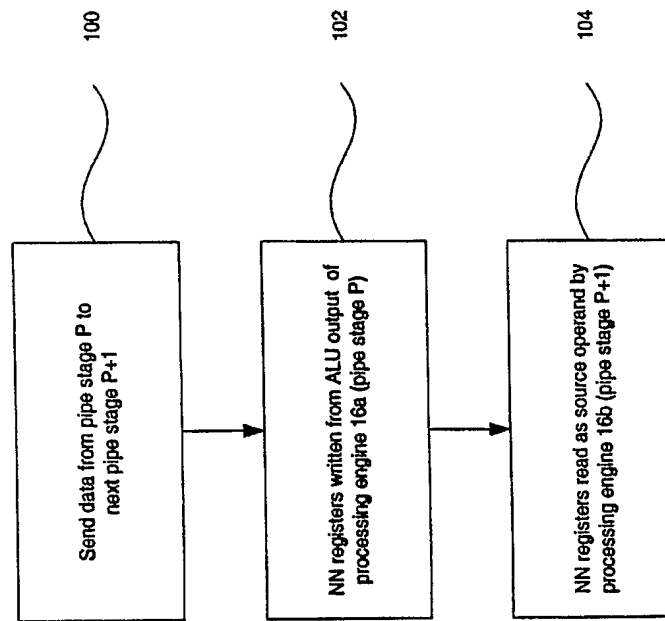 100
Send data from pipe stage P to
next pipe stage P+1
102
NN registers written from ALU output of
processing engine 16a (pipe stage P)
104
NN registers read as source operand by
processing engine 16b (pipe stage P+1)